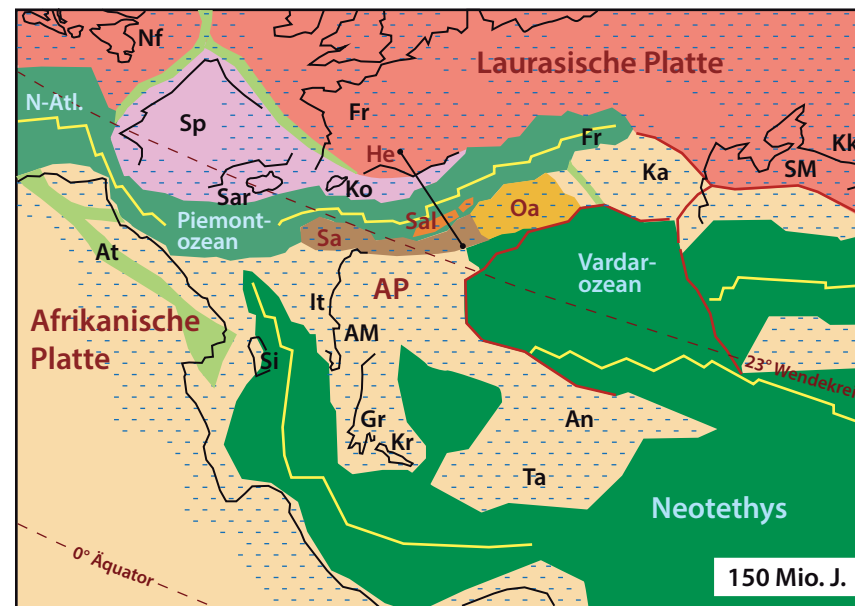 Nf
Laurasische Platte
N-Atl.
Sp
Fr
He
Fr
Kk
SM
Ka
Sar
Ko
Piemont-
ozean
Sa
Sal
Oa
At
Vardar-
ozean
It
AP
Afrikanische
Platte
AM
Si
23° Wendekrei
Gr
Kr
An
Ta
Neotethys
0° Äquator
150 Mio. J.